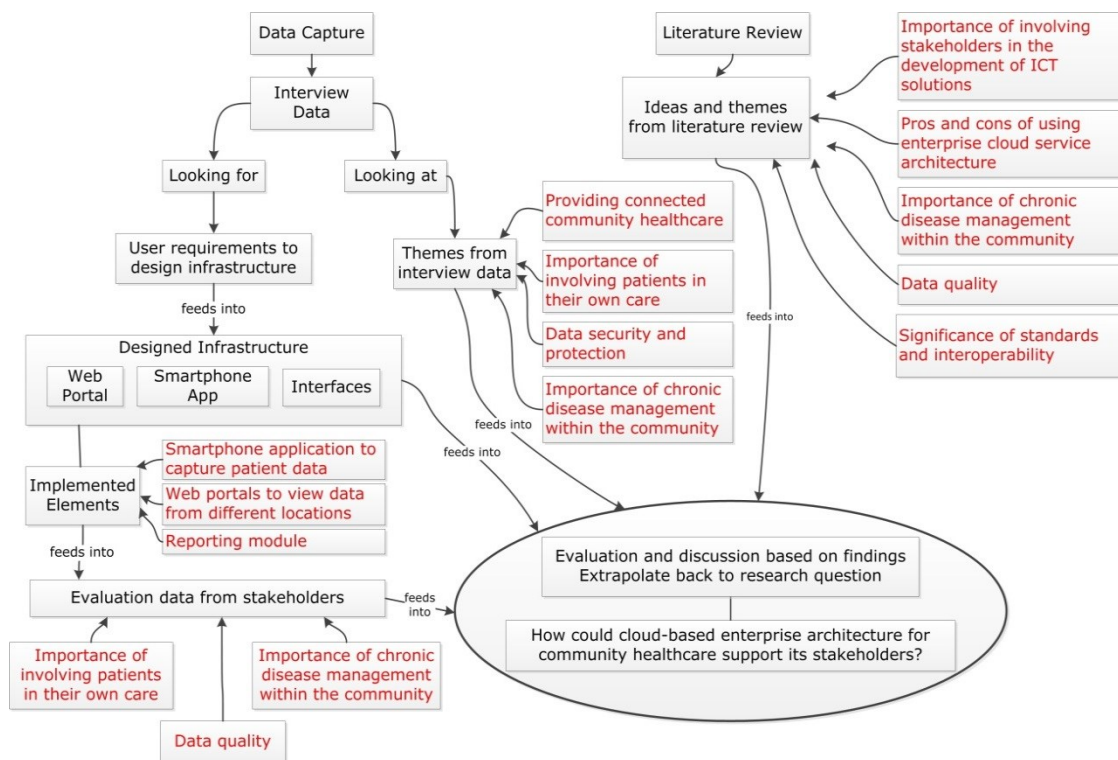 Data Capture
Interview
Data
Looking for
Looking at
User requirements to
design infrastructure
feeds into
Designed Infrastructure
Web
Portal
Smartphone
App
Interfaces
Implemented
Elements
Smartphone application to
capture patient data
Web portals to view data
from different locations
Reporting module
feeds into
Evaluation data from stakeholders
feeds
into
Importance of
involving patients
in their own care
Data quality
Importance of chronic
disease management
within the community
Themes from
interview data
Providing connected
community healthcare
Importance of
involving patients in
their own care
Data security and
protection
Importance of chronic
disease management
within the community
feeds into
feeds into
Literature Review
Ideas and themes
from literature review
Importance of involving
stakeholders in the
development of ICT
solutions
Pros and cons of using
enterprise cloud service
architecture
Importance of chronic
disease management
within the community
Data quality
Significance of standards
and interoperability
feeds into
Evaluation and discussion based on findings
Extrapolate back to research question
How could cloud-based enterprise architecture for
community healthcare support its stakeholders?